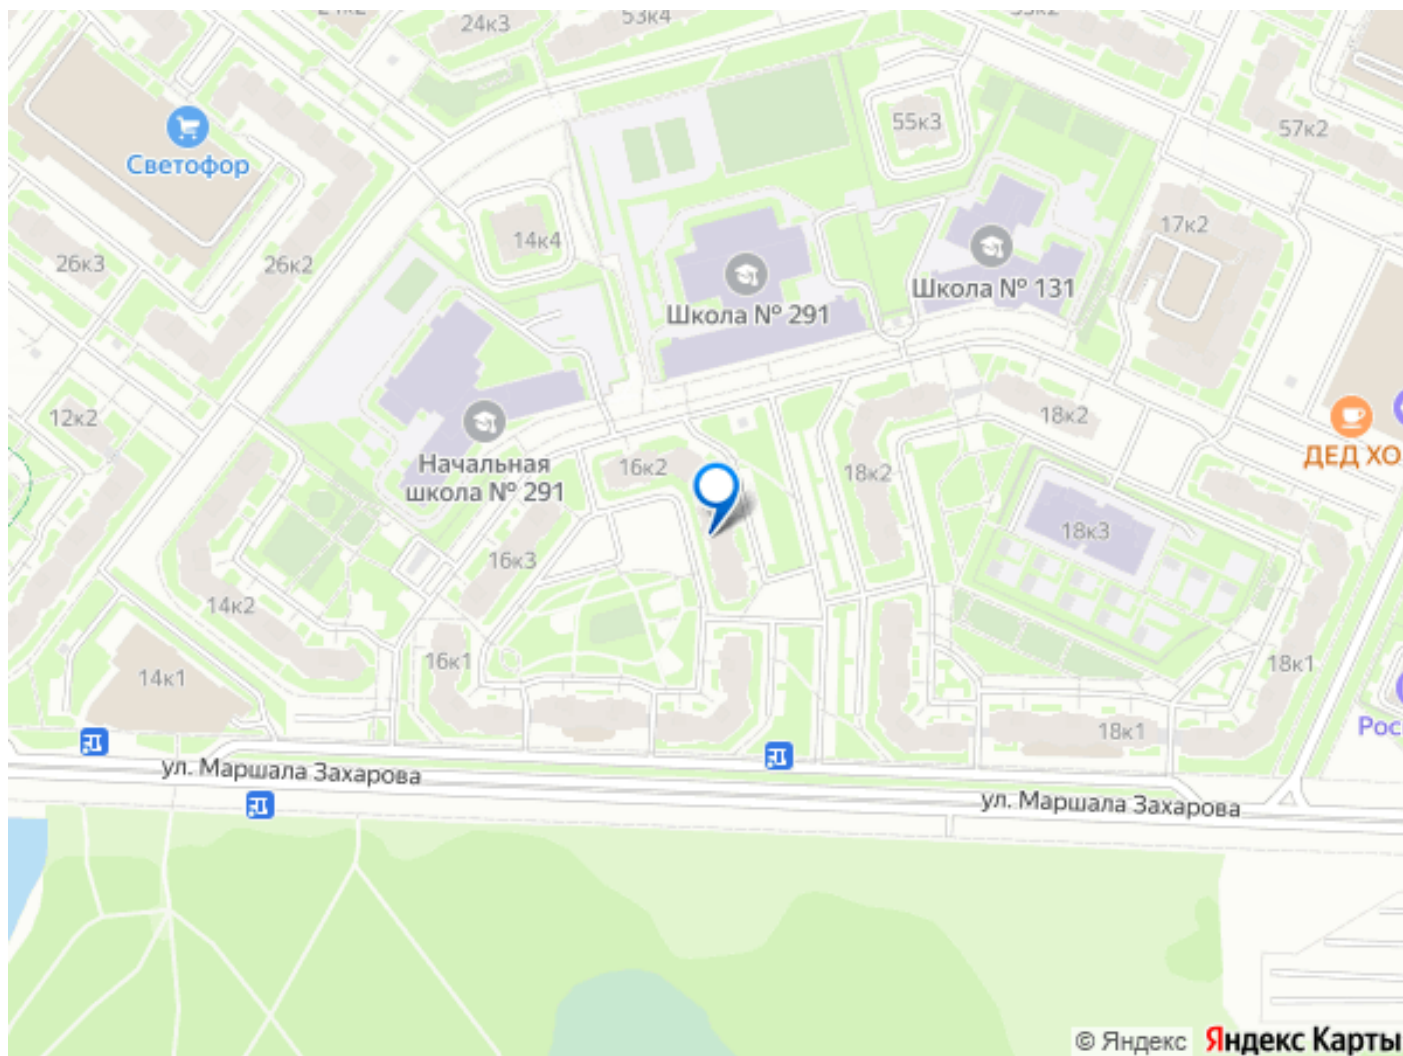 24к3
53к4
Светофор
55к3
57к2
26к3
26к2
14к4
17к2
Школа № 291
Школа № 131
12к2
Начальная
школа № 291
16к2
18к2
18к2
ДЕД ХО
16к3
18к3
14к2
14к1
16к1
18к1
18к1
Рос
ул. Маршала Захарова
ул. Маршала Захарова
© Яндекс Яндекс Карты